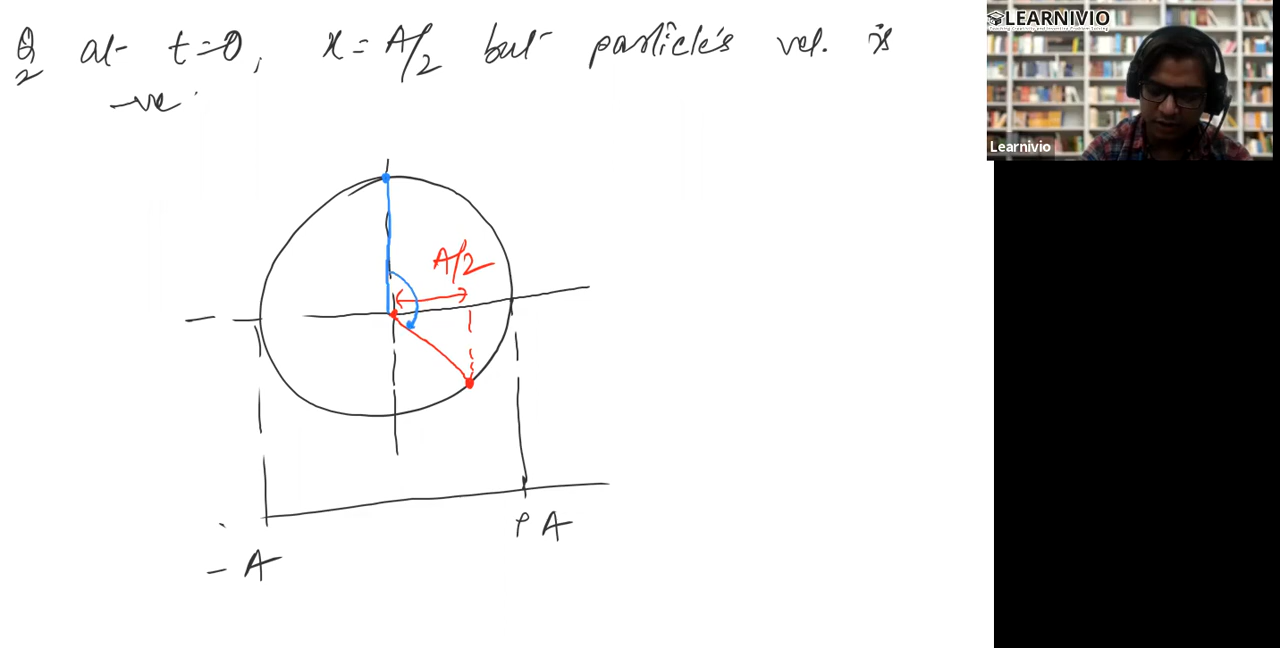 Q2 at t=0, x = A/2 but particle's vel. is
-ve
A/2
P A
- A
LEARNIVIO
Learnivio